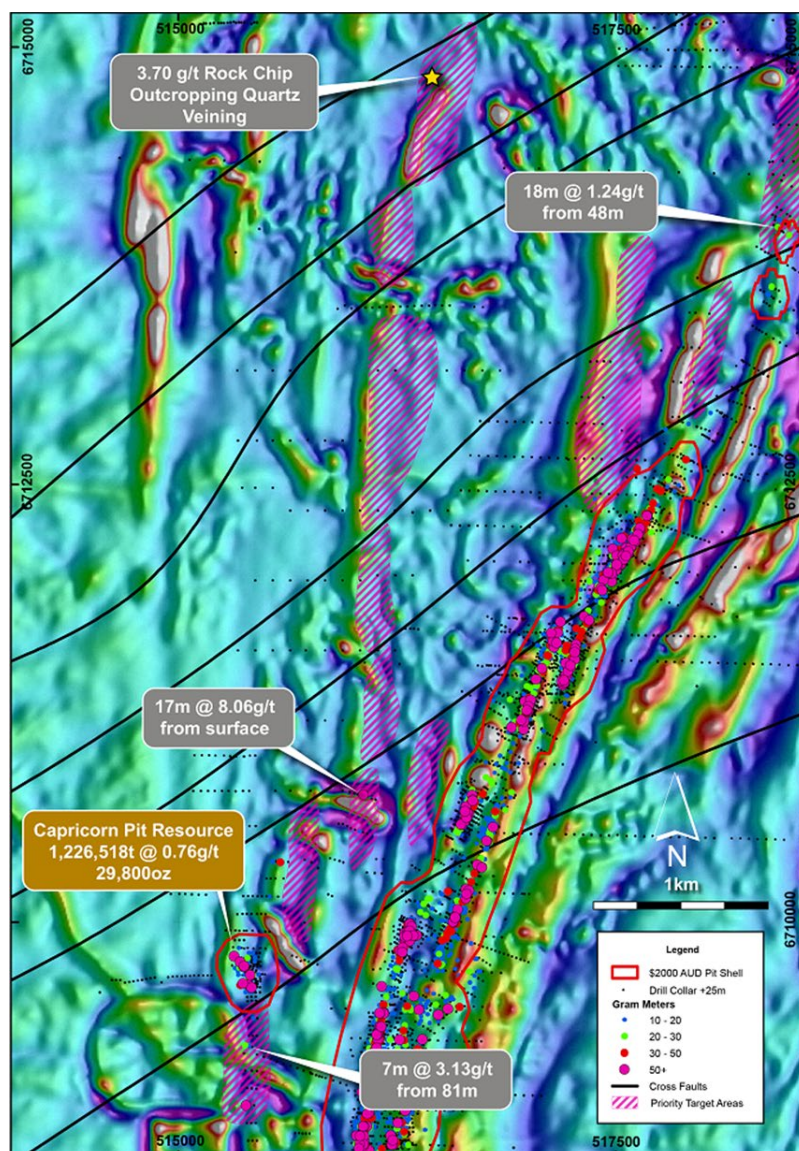 515000
517500
6715000
6715000
3.70 g/t Rock Chip
Outcropping Quartz
Veining
18m @ 1.24g/t
from 48m
6712500
6712500
17m @ 8.06g/t
from surface
Capricorn Pit Resource
1,226,518t @ 0.76g/t
29,800oz
N
1km
6710000
Legend
$2000 AUD Pit Shell
Drill Collar +25m
Gram Meters
10 - 20
20 - 30
30 - 50
50+
Cross Faults
Priority Target Areas
7m @ 3.13g/t
from 81m
515000
517500